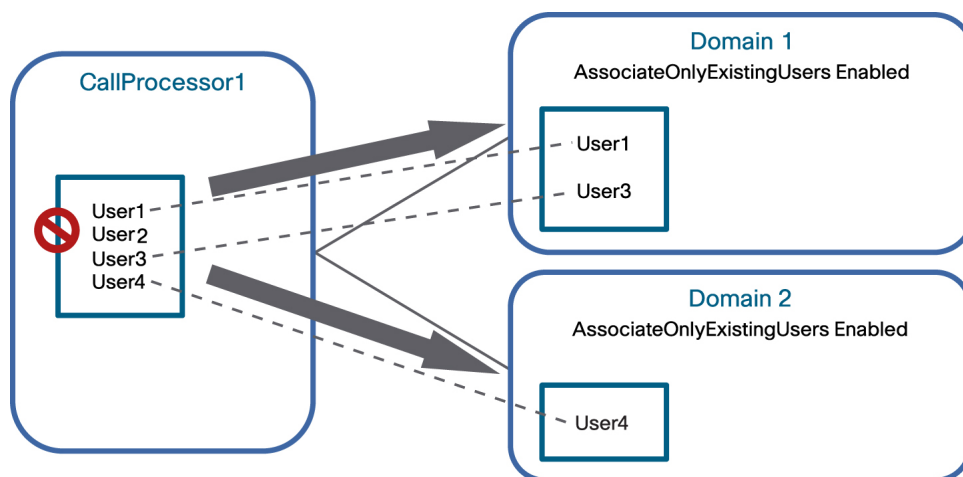 CallProcessor1
User1
User2
User3
User4
Domain 1
AssociateOnlyExistingUsers Enabled
User1
User3
Domain 2
AssociateOnlyExistingUsers Enabled
User4